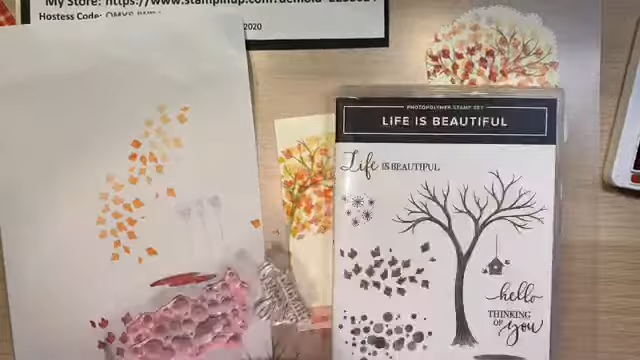 My Store: https://www.stampinup.com/
Hostess Code:
2020
PHOTOPOLYMER STAMP SET
LIFE IS BEAUTIFUL
Life IS BEAUTIFUL
hello
THINKING
OF you